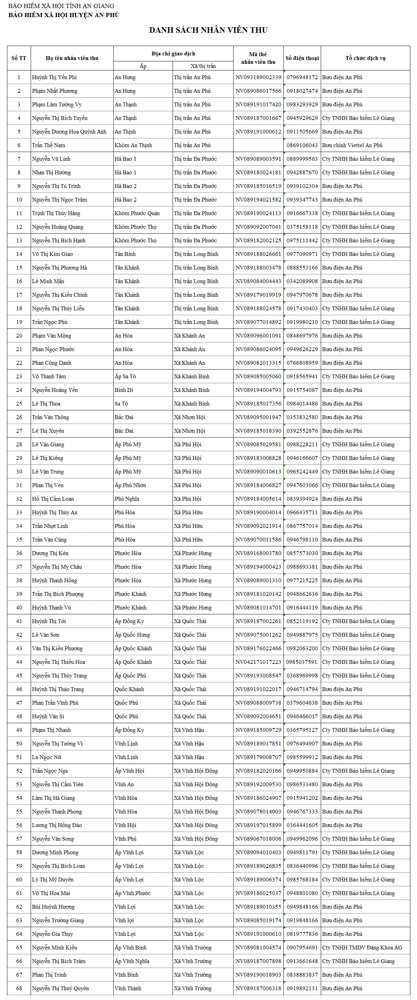 BẢO HIỂM XÃ HỘI TỈNH AN GIANG
BẢO HIỂM XÃ HỘI HUYỆN AN PHÚ
DANH SÁCH NHÂN VIÊN THU
Số TT Họ tên nhân viên thu Địa chỉ giao dịch Mã thẻ nhân viên thu Số điện thoại Tổ chức dịch vụ
Ấp Xã/thị trấn
1 Huỳnh Thị Yến Phi An Hưng Thị trấn An Phú NV093189002339 0796948172 Bưu điện An Phú
2 Phạm Nhất Phương An Hưng Thị trấn An Phú NV089086017566 0918027474 Bưu điện An Phú
3 Phạm Lâm Tường Vy An Thạnh Thị trấn An Phú NV089191017420 0983293929 Bưu điện An Phú
4 Nguyễn Thị Bích Tuyền An Thạnh Thị trấn An Phú NV089187001667 0945929629 Cty TNHH Bảo hiểm Lê Giang
5 Nguyễn Dương Hoa Quỳnh Anh An Thịnh Thị trấn An Phú NV089191000612 0911505669 Bưu điện An Phú
6 Trần Thế Nam Khóm An Thịnh Thị trấn An Phú 0869106043 Bưu chính Viettel An Phú
7 Nguyễn Vũ Linh Hà Bao 1 Thị trấn Đa Phước NV089089003591 0889999563 Cty TNHH Bảo hiểm Lê Giang
8 Nhan Thị Hường Hà Bao 1 Thị trấn Đa Phước NV089180024181 0942887670 Cty TNHH Bảo hiểm Lê Giang
9 Nguyễn Thị Tú Trinh Hà Bao 2 Thị trấn Đa Phước NV089185016519 0939102304 Bưu điện An Phú
10 Nguyễn Thị Ngọc Trâm Hà Bao 2 Thị trấn Đa Phước NV089194021582 0939347743 Bưu điện An Phú
11 Trịnh Thị Thúy Hằng Khóm Phước Quản Thị trấn Đa Phước NV089190024113 0916667338 Cty TNHH Bảo hiểm Lê Giang
12 Nguyễn Hoàng Quang Khóm Phước Thọ Thị trấn Đa Phước NV089092007041 0375158118 Cty TNHH Bảo hiểm Lê Giang
13 Nguyễn Thị Bích Hạnh Khóm Phước Thọ Thị trấn Đa Phước NV089182002125 0975111442 Cty TNHH Bảo hiểm Lê Giang
14 Võ Thị Kim Giao Tân Bình Thị trấn Long Bình NV089188026661 0977090971 Cty TNHH Bảo hiểm Lê Giang
15 Nguyễn Thị Phương Hà Tân Khánh Thị trấn Long Bình NV089188003478 0888553166 Bưu điện An Phú
16 Lê Minh Mẩn Tân Khánh Thị trấn Long Bình NV089084004443 0342089908 Bưu điện An Phú
17 Nguyễn Thị Kiều Chinh Tân Khánh Thị trấn Long Bình NV089179019919 0947970678 Bưu điện An Phú
18 Nguyễn Thị Thúy Liễu Tân Khánh Thị trấn Long Bình NV089188024578 0917430403 Cty TNHH Bảo hiểm Lê Giang
19 Trần Ngọc Phú Tân Khánh Thị trấn Long Bình NV089077014892 0919980210 Cty TNHH Bảo hiểm Lê Giang
20 Phạm Văn Mộng An Hòa Xã Khánh An NV089096001091 0848697976 Bưu điện An Phú
21 Phan Ngọc Phước An Hòa Xã Khánh An NV089086024095 0949626229 Bưu điện An Phú
22 Phan Công Danh An Hòa Xã Khánh An NV089082013315 0766808959 Bưu điện An Phú
23 Võ Thanh Tâm Ấp Sa Tô Xã Khánh Bình NV089085005060 0918565941 Cty TNHH Bảo hiểm Lê Giang
24 Nguyễn Hoàng Yến Bình Di Xã Khánh Bình NV089194004793 0915754087 Bưu điện An Phú
25 Lê Thị Thoa Sa Tô Xã Khánh Bình NV089185017356 0984014486 Bưu điện An Phú
26 Trần Văn Thông Bắc Đai Xã Nhơn Hội NV089095001947 0353832580 Bưu điện An Phú
27 Lê Thị Xuyên Bắc Đai Xã Nhơn Hội NV089185018390 0392552876 Bưu điện An Phú
28 Lê Văn Giang Ấp Phú Mỹ Xã Phú Hội NV089085029581 0988228211 Cty TNHH Bảo hiểm Lê Giang
29 Lê Thị Kiêng Ấp Phú Mỹ Xã Phú Hội NV089183008828 0946166607 Cty TNHH Bảo hiểm Lê Giang
30 Lê Văn Trung Ấp Phú Mỹ Xã Phú Hội NV089090010613 0965242449 Cty TNHH Bảo hiểm Lê Giang
31 Phan Thị Ven Ấp Phú Nhơn Xã Phú Hội NV089184006827 0947603066 Cty TNHH Bảo hiểm Lê Giang
32 Hồ Thị Cẩm Loan Phú Nghĩa Xã Phú Hội NV089184005614 0839394924 Bưu điện An Phú
33 Huỳnh Thị Thúy An Phú Hòa Xã Phú Hữu NV089190004014 0966435711 Bưu điện An Phú
34 Trần Nhựt Linh Phú Hòa Xã Phú Hữu NV089092021914 0867757014 Bưu điện An Phú
35 Trần Văn Củng Phứ Hòa Xã Phú Hữu NV089070011586 0946798110 Bưu điện An Phú
36 Dương Thị Kén Phước Hòa Xã Phước Hưng NV089168003780 0857573030 Bưu điện An Phú
37 Nguyễn Thị Mỵ Châu Phước Hòa Xã Phước Hưng NV089194000423 0988693381 Bưu điện An Phú
38 Huỳnh Thanh Hồng Phước Hòa Xã Phước Hưng NV089089001310 0977215225 Bưu điện An Phú
39 Trần Thị Bích Phượng Phước Khánh Xã Phước Hưng NV089181020142 0948662636 Bưu điện An Phú
40 Huỳnh Thanh Vủ Phước Khánh Xã Phước Hưng NV089081014701 0916444119 Bưu điện An Phú
41 Huỳnh Thị Tới Ấp Đồng Ky Xã Quốc Thái NV089187002261 0852119192 Cty TNHH Bảo hiểm Lê Giang
42 Lê Văn Sơn Ấp Quốc Hưng Xã Quốc Thái NV089075001262 0949887975 Cty TNHH Bảo hiểm Lê Giang
43 Văn Thị Kiều Phương Ấp Quốc Khánh Xã Quốc Thái NV089176022466 0982063200 Cty TNHH Bảo hiểm Lê Giang
44 Nguyễn Thị Thiều Hoa Ấp Quốc Khánh Xã Quốc Thái NV042171017223 0985037591. Cty TNHH Bảo hiểm Lê Giang
45 Nguyễn Thị Thùy Trang Ấp Quốc Phú Xã Quốc Thái NV089193008547 0368969998 Cty TNHH Bảo hiểm Lê Giang
46 Huỳnh Thị Thảo Trang Quốc Khánh Xã Quốc Thái NV089191022017 0946714794 Bưu điện An Phú
47 Phan Trần Vĩnh Phú Quốc Phú Xã Quốc Thái NV089088009738 0379604638 Bưu điện An Phú
48 Huỳnh Văn Sì Quốc Phú Xã Quốc Thái NV089092004651 0946466017 Bưu điện An Phú
49 Phạm Thị Nhanh Ấp Đồng Ky Xã Vĩnh Hậu NV089185009729 0365795127 Cty TNHH Bảo hiểm Lê Giang
50 Nguyễn Thị Tường Vi Vĩnh Lịnh Xã Vĩnh Hậu NV089189017851 0976494907 Bưu điện An Phú
51 La Ngọc Nữ Vĩnh Lịnh Xã Vĩnh Hậu NV089179008707 0985599912 Bưu điện An Phú
52 Trần Ngọc Nga Ấp Vĩnh Hội Xã Vĩnh Hội Đông NV089182020166 0949950884 Cty TNHH Bảo hiểm Lê Giang
53 Nguyễn Thị Cẩm Tiên Vĩnh An Xã Vĩnh Hội Đông NV089192009530 0986533480 Bưu điện An Phú
54 Lâm Thị Hà Giang Vĩnh Hòa Xã Vĩnh Hội Đông NV089186024907 0915941202 Bưu điện An Phú
55 Nguyễn Thanh Phong Vĩnh Hòa Xã Vĩnh Hội Đông NV089078014003 0946767333 Bưu điện An Phú
56 Lương Thị Hồng Đào Vĩnh Hội Xã Vĩnh Hội Đông NV089197015899 0364441605 Bưu điện An Phú
57 Nguyễn Văn Song Vĩnh Phú Xã Vĩnh Hội Đông NV089067018006 0949962096 Cty TNHH Bảo hiểm Lê Giang
58 Dương Minh Phong Ấp Vĩnh Lợi Xã Vĩnh Lộc NV089094010403 0949811791 Cty TNHH Bảo hiểm Lê Giang
59 Nguyễn Thị Bích Loan Ấp Vĩnh Lợi Xã Vĩnh Lộc NV089189026835 0836440996 Cty TNHH Bảo hiểm Lê Giang
60 Lý Thị Mỹ Duyên Ấp Vĩnh Lợi Xã Vĩnh Lộc NV089189006374 0985768184 Cty TNHH Bảo hiểm Lê Giang
61 Võ Thị Hoa Mai Ấp Vĩnh Phước Xã Vĩnh Lộc NV089186025037 0948801080 Cty TNHH Bảo hiểm Lê Giang
62 Bùi Huỳnh Hương Vĩnh Lợi Xã Vĩnh Lộc NV089189010355 0949848166 Bưu điện An Phú
63 Nguyễn Trường Giang Vĩnh lợi Xã Vĩnh Lộc NV089085019174 0919848166 Bưu điện An Phú
64 Nguyễn Gia Thụy Vĩnh Lợi Xã Vĩnh Lộc NV089191000610 0819777836 Bưu điện An Phú
65 Nguyễn Minh Kiều Ấp Vĩnh Bình Xã Vĩnh Trường NV089081004574 0907954691 Cty TNHH TMDV Đăng Khoa AG
66 Nguyễn Thị Bích Trâm Ấp Vĩnh Nghĩa Xã Vĩnh Trường NV089187007898 0913661648 Cty TNHH Bảo hiểm Lê Giang
67 Phan Thị Trinh Vĩnh Bình Xã Vĩnh Trường NV089190018903 0838883837 Bưu điện An Phú
68 Nguyễn Thị Thuý Quyên Vĩnh Thành Xã Vĩnh Trường NV089187006318 0919892131 Bưu điện An Phú